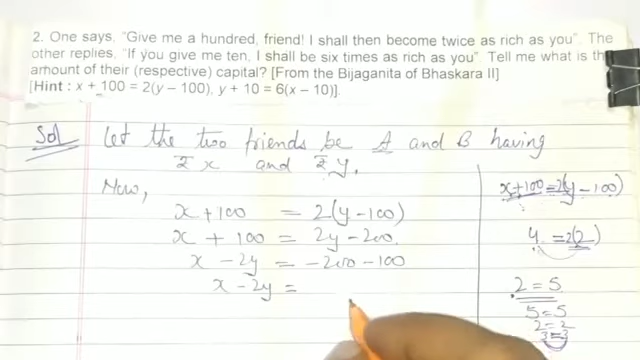 2. One says, "Give me a hundred, friend! I shall then become twice as rich as you". The
other replies, "If you give me ten, I shall be six times as rich as you". Tell me what is the
amount of their (respective) capital? [From the Bijaganita of Bhaskara II]
[Hint : x + 100 = 2(y – 100), y + 10 = 6(x – 10)].
Sol Let the two friends be A and B having
₹ x and ₹ y.
Now,
x + 100 = 2(y - 100)
x + 100 = 2y - 200
x - 2y = -200 - 100
x - 2y =
x + 100 = 2(y - 100)
4 = 2(2)
2 = 5
5 = 5
2 = 2
3 = 3